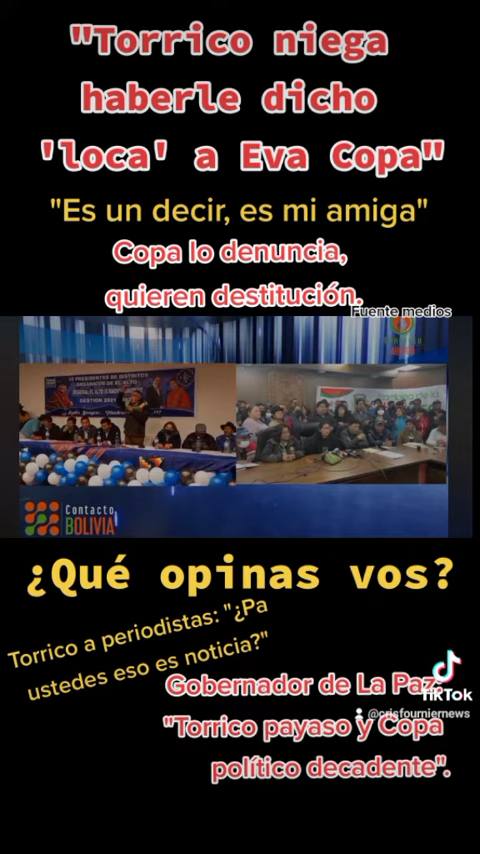 "Torrico niega
haberle dicho
'loca' a Eva Copa"
"Es un decir, es mi amiga"
Copa lo denuncia,
quieren destitución.
Fuente medios
Contacto
BOLIVIA
¿Qué opinas vos?
Torrico a periodistas: "¿Pa
ustedes eso es noticia?"
Gobernador de La Paz:
TikTok
@crisfourniernews
"Torrico payaso y Copa
político decadente".